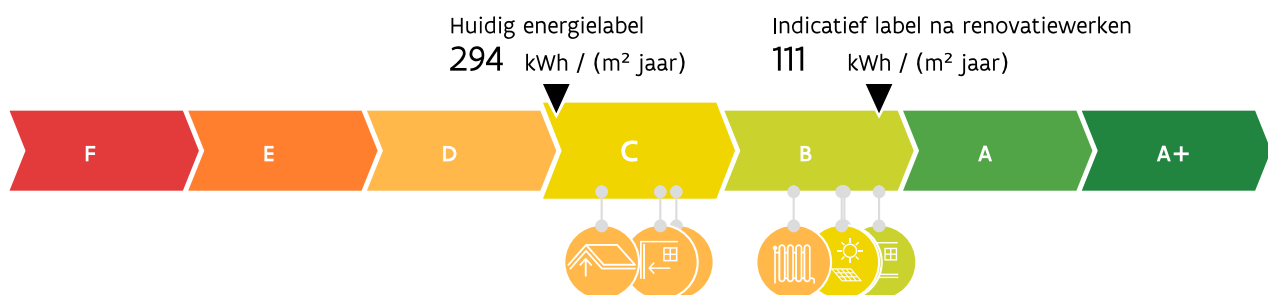 Huidig energielabel
294 kWh / (m² jaar)
Indicatief label na renovatiewerken
111 kWh / (m² jaar)
F E D C B A A+